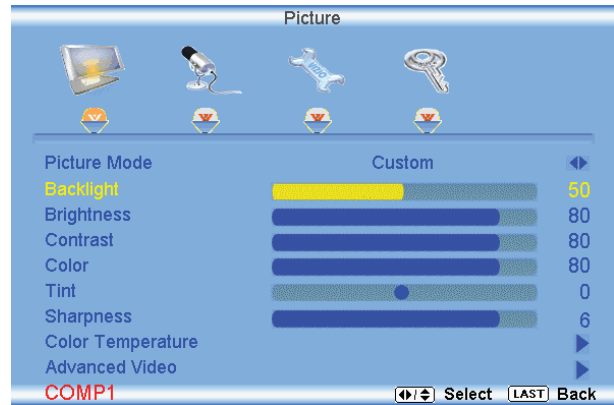 Picture
VIZIO
Picture Mode Custom
Backlight 50
Brightness 80
Contrast 80
Color 80
Tint 0
Sharpness 6
Color Temperature
Advanced Video
COMP1 Select LAST Back